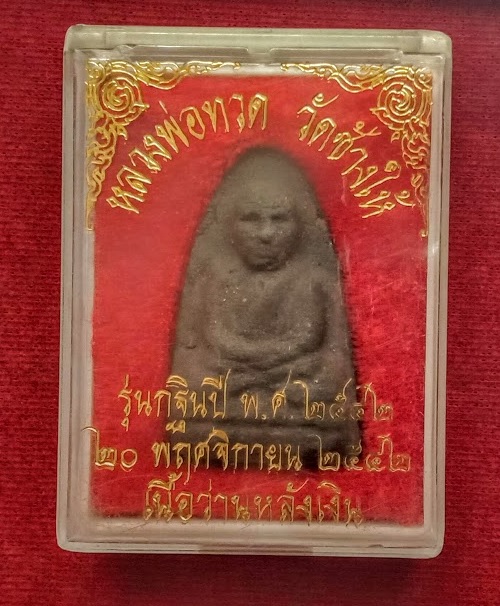 หลวงพ่อทวด วัดช้างให้
รุ่นกฐินปี พ.ศ. ๒๕๔๒
๒๐ พฤศจิกายน ๒๕๔๒
เนื้อว่านหลังเงิน